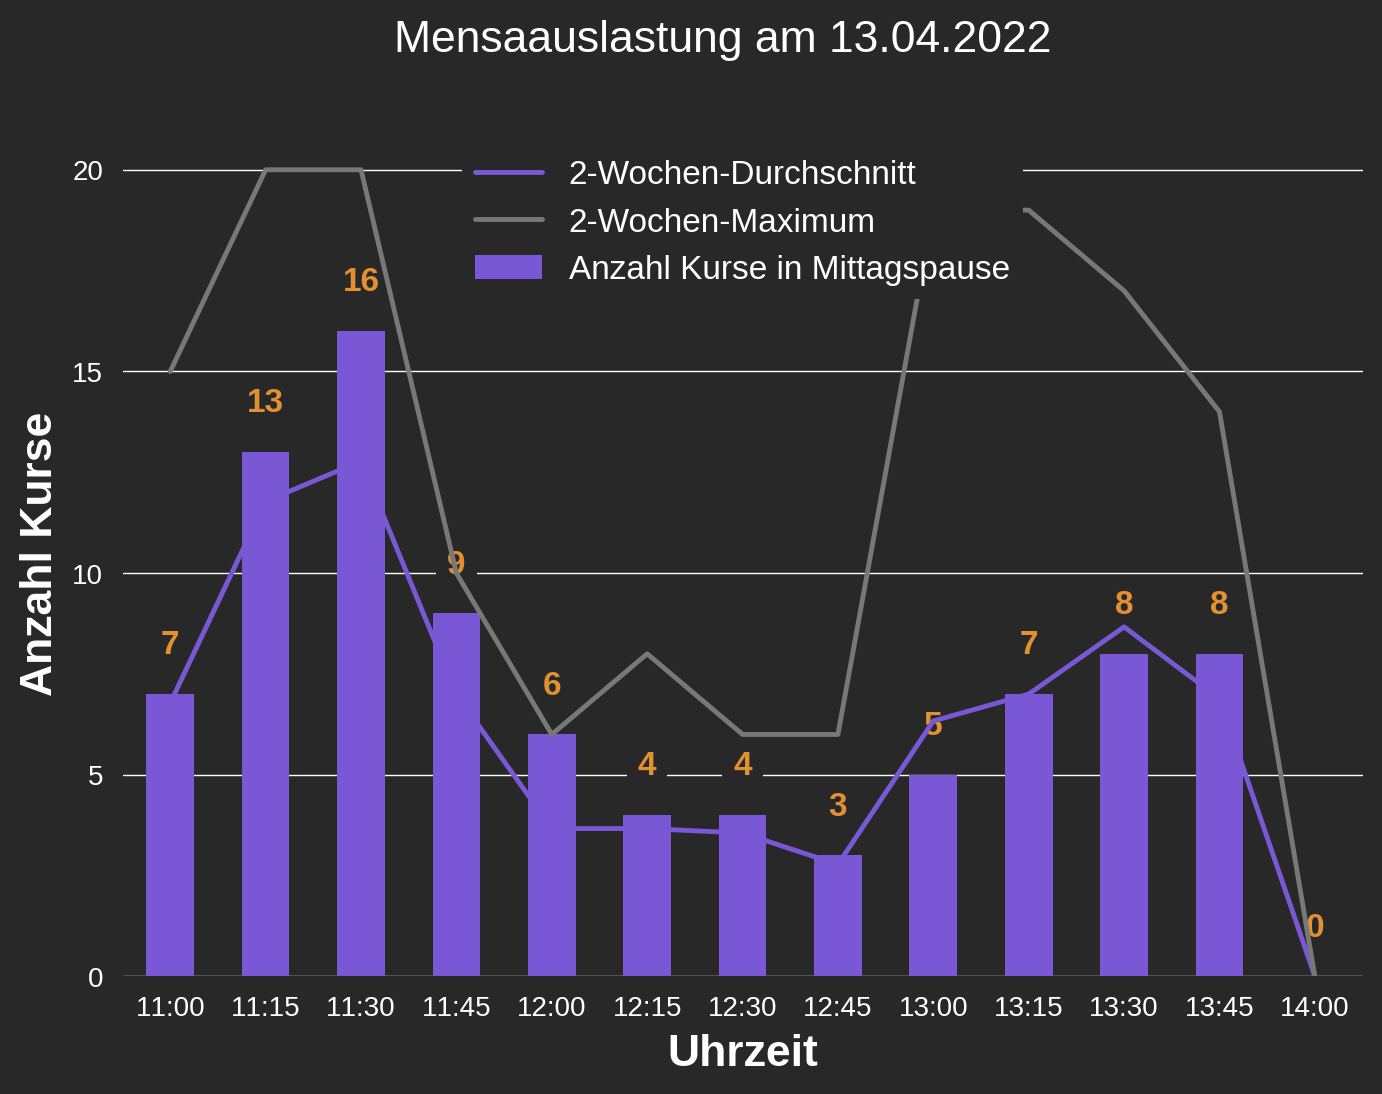 Mensaauslastung am 13.04.2022
2-Wochen-Durchschnitt
2-Wochen-Maximum
Anzahl Kurse in Mittagspause
Anzahl Kurse
20
15
10
5
0
7
13
16
9
6
4
4
3
5
7
8
8
0
11:00 11:15 11:30 11:45 12:00 12:15 12:30 12:45 13:00 13:15 13:30 13:45 14:00
Uhrzeit